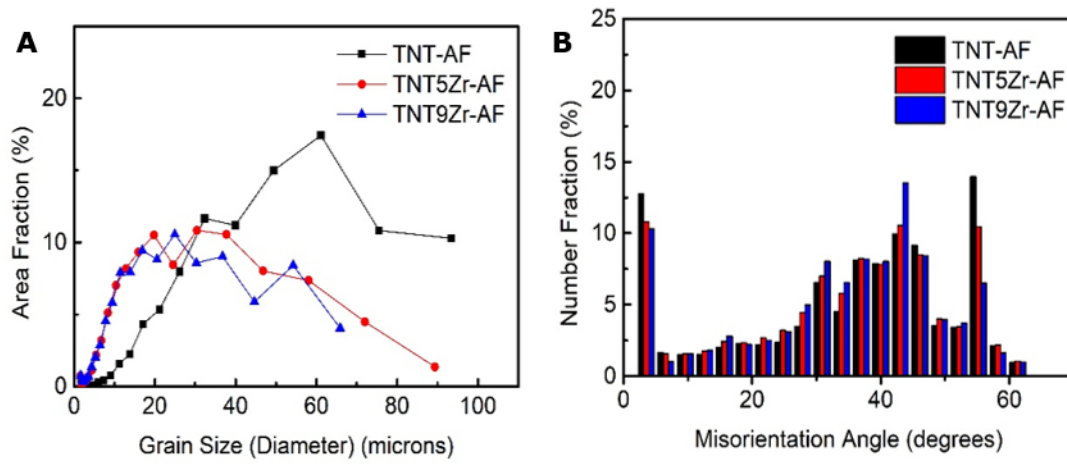 A
TNT-AF
TNT5Zr-AF
TNT9Zr-AF
20
10
0
Area Fraction (%)
0 20 40 60 80 100
Grain Size (Diameter) (microns)
B
TNT-AF
TNT5Zr-AF
TNT9Zr-AF
25
20
15
10
5
0
Number Fraction (%)
0 20 40 60
Misorientation Angle (degrees)